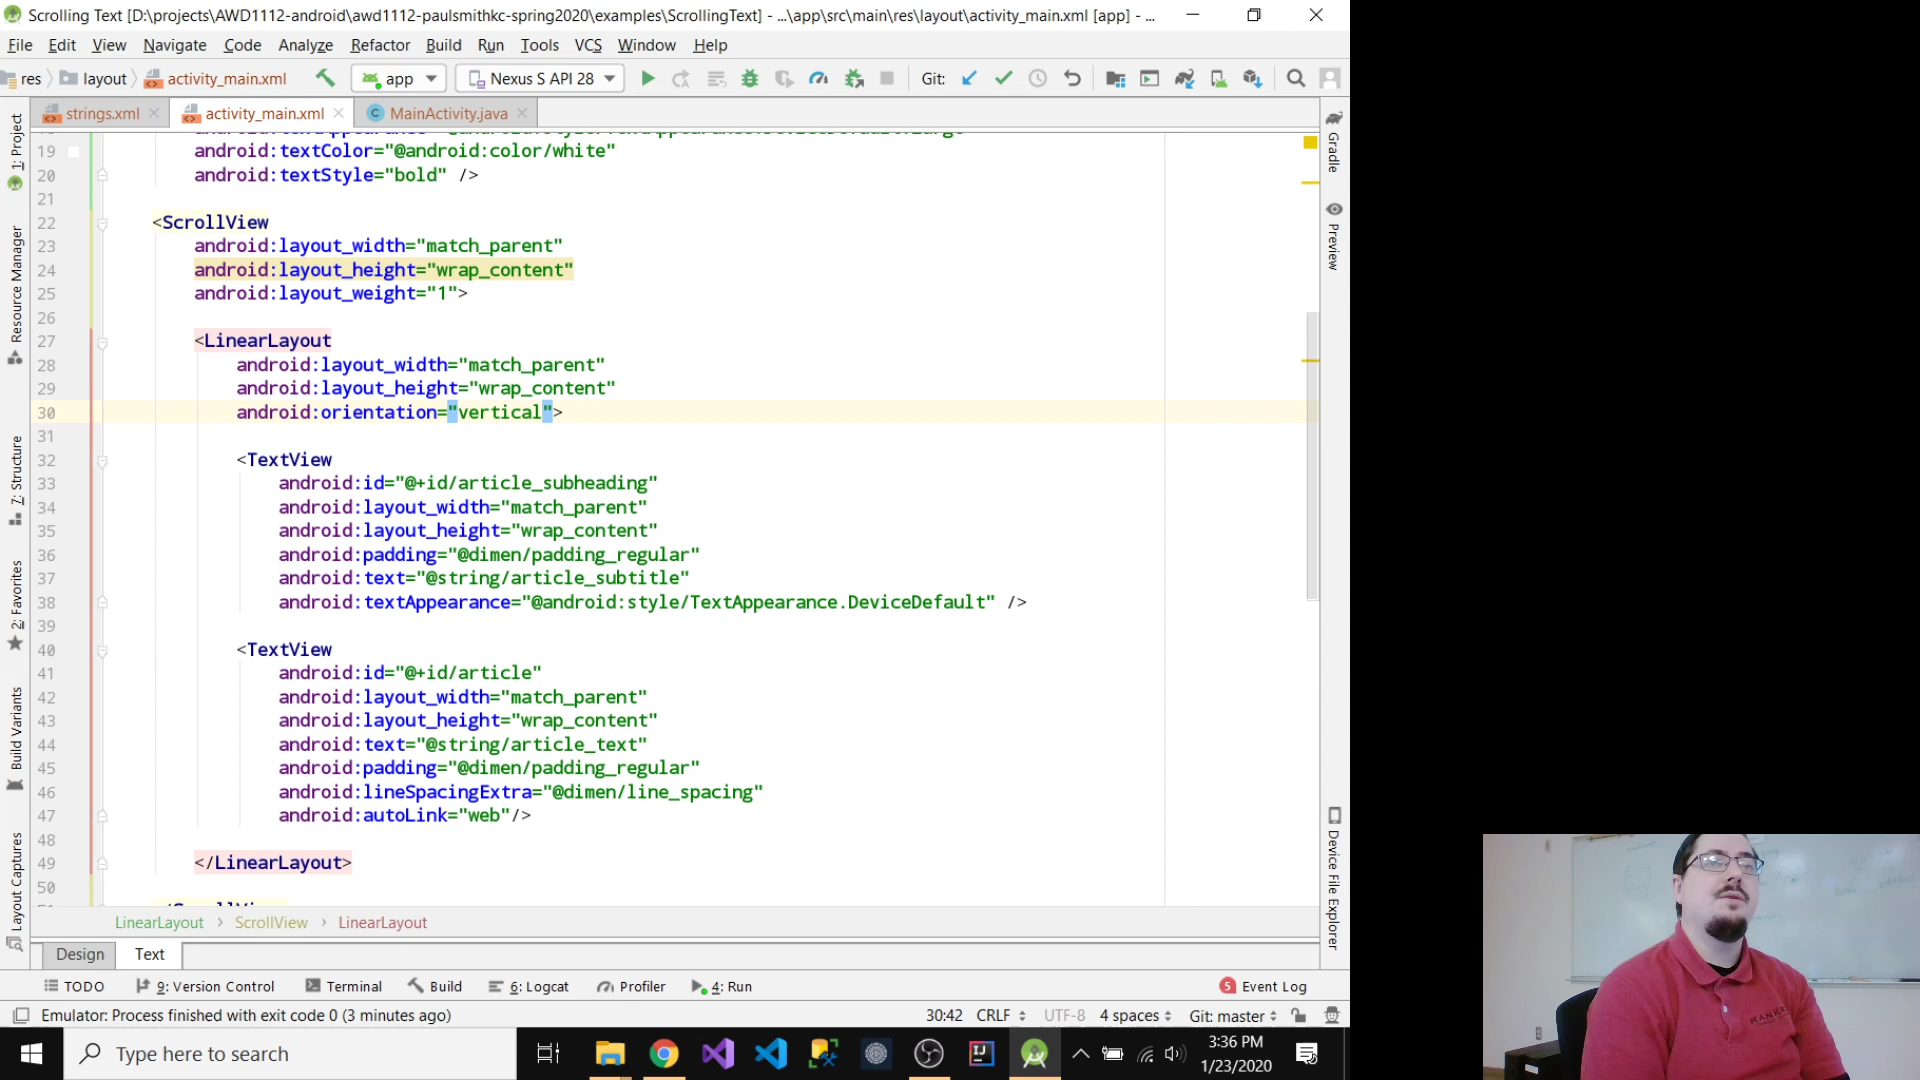 Scrolling Text [D:\projects\AWD1112-android\awd1112-paulsmithkc-spring2020\examples\ScrollingText] - ...\app\src\main\res\layout\activity_main.xml [app] - ...
File Edit View Navigate Code Analyze Refactor Build Run Tools VCS Window Help
res layout activity_main.xml app Nexus S API 28 Git:
strings.xml activity_main.xml MainActivity.java
19 android:textColor="@android:color/white"
20 android:textStyle="bold" />
21
22 <ScrollView
23 android:layout_width="match_parent"
24 android:layout_height="wrap_content"
25 android:layout_weight="1">
26
27 <LinearLayout
28 android:layout_width="match_parent"
29 android:layout_height="wrap_content"
30 android:orientation="vertical">
31
32 <TextView
33 android:id="@+id/article_subheading"
34 android:layout_width="match_parent"
35 android:layout_height="wrap_content"
36 android:padding="@dimen/padding_regular"
37 android:text="@string/article_subtitle"
38 android:textAppearance="@android:style/TextAppearance.DeviceDefault" />
39
40 <TextView
41 android:id="@+id/article"
42 android:layout_width="match_parent"
43 android:layout_height="wrap_content"
44 android:text="@string/article_text"
45 android:padding="@dimen/padding_regular"
46 android:lineSpacingExtra="@dimen/line_spacing"
47 android:autoLink="web"/>
48
49 </LinearLayout>
50
LinearLayout › ScrollView › LinearLayout
Design Text
1: Project
Resource Manager
7: Structure
2: Favorites
Build Variants
Layout Captures
Gradle
Preview
Device File Explorer
TODO 9: Version Control Terminal Build 6: Logcat Profiler 4: Run 5 Event Log
Emulator: Process finished with exit code 0 (3 minutes ago) 30:42 CRLF UTF-8 4 spaces Git: master
Type here to search
3:36 PM
1/23/2020